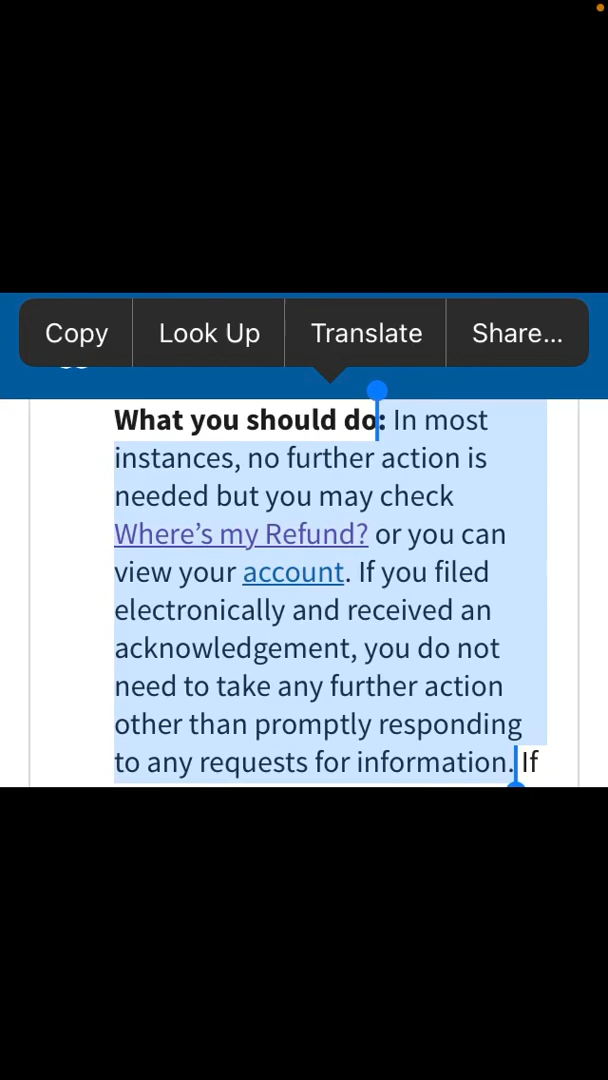 Copy Look Up Translate Share...
What you should do: In most
instances, no further action is
needed but you may check
Where’s my Refund? or you can
view your account. If you filed
electronically and received an
acknowledgement, you do not
need to take any further action
other than promptly responding
to any requests for information. If